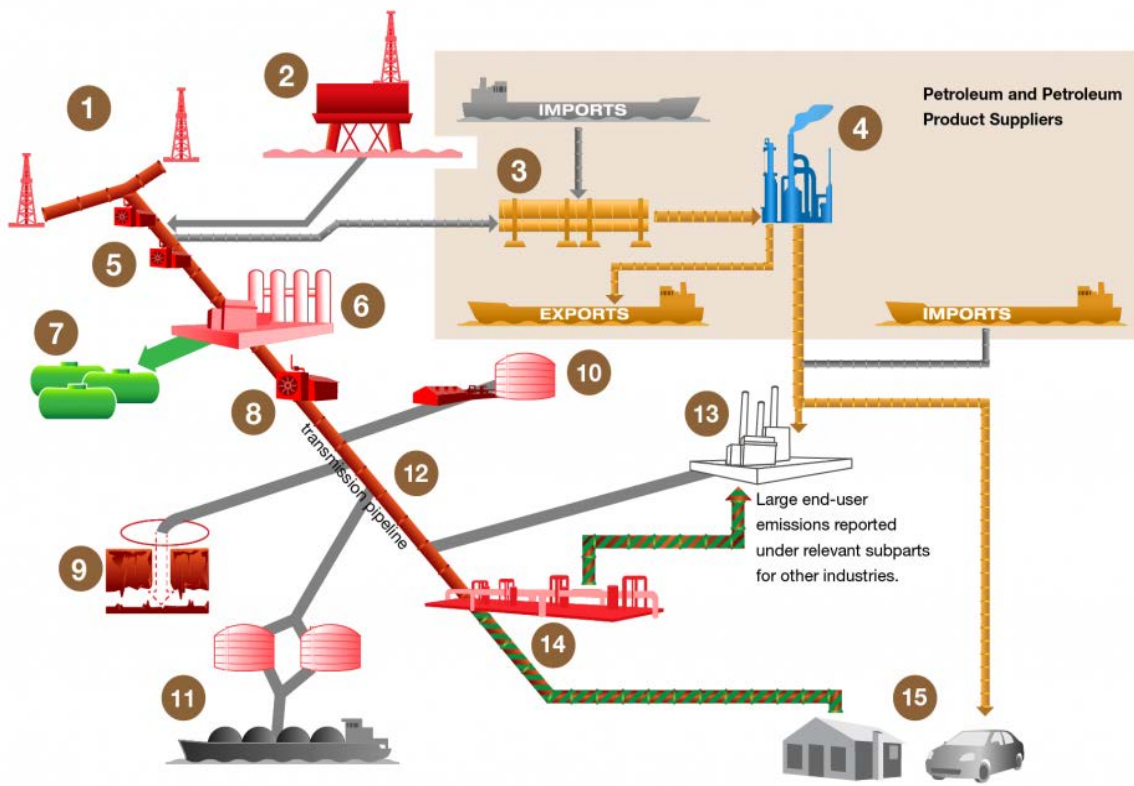 1
2
IMPORTS
Petroleum and Petroleum
Product Suppliers
4
3
5
6
EXPORTS
IMPORTS
7
10
8
13
transmission pipeline
12
Large end-user
emissions reported
under relevant subparts
for other industries.
9
14
11
15